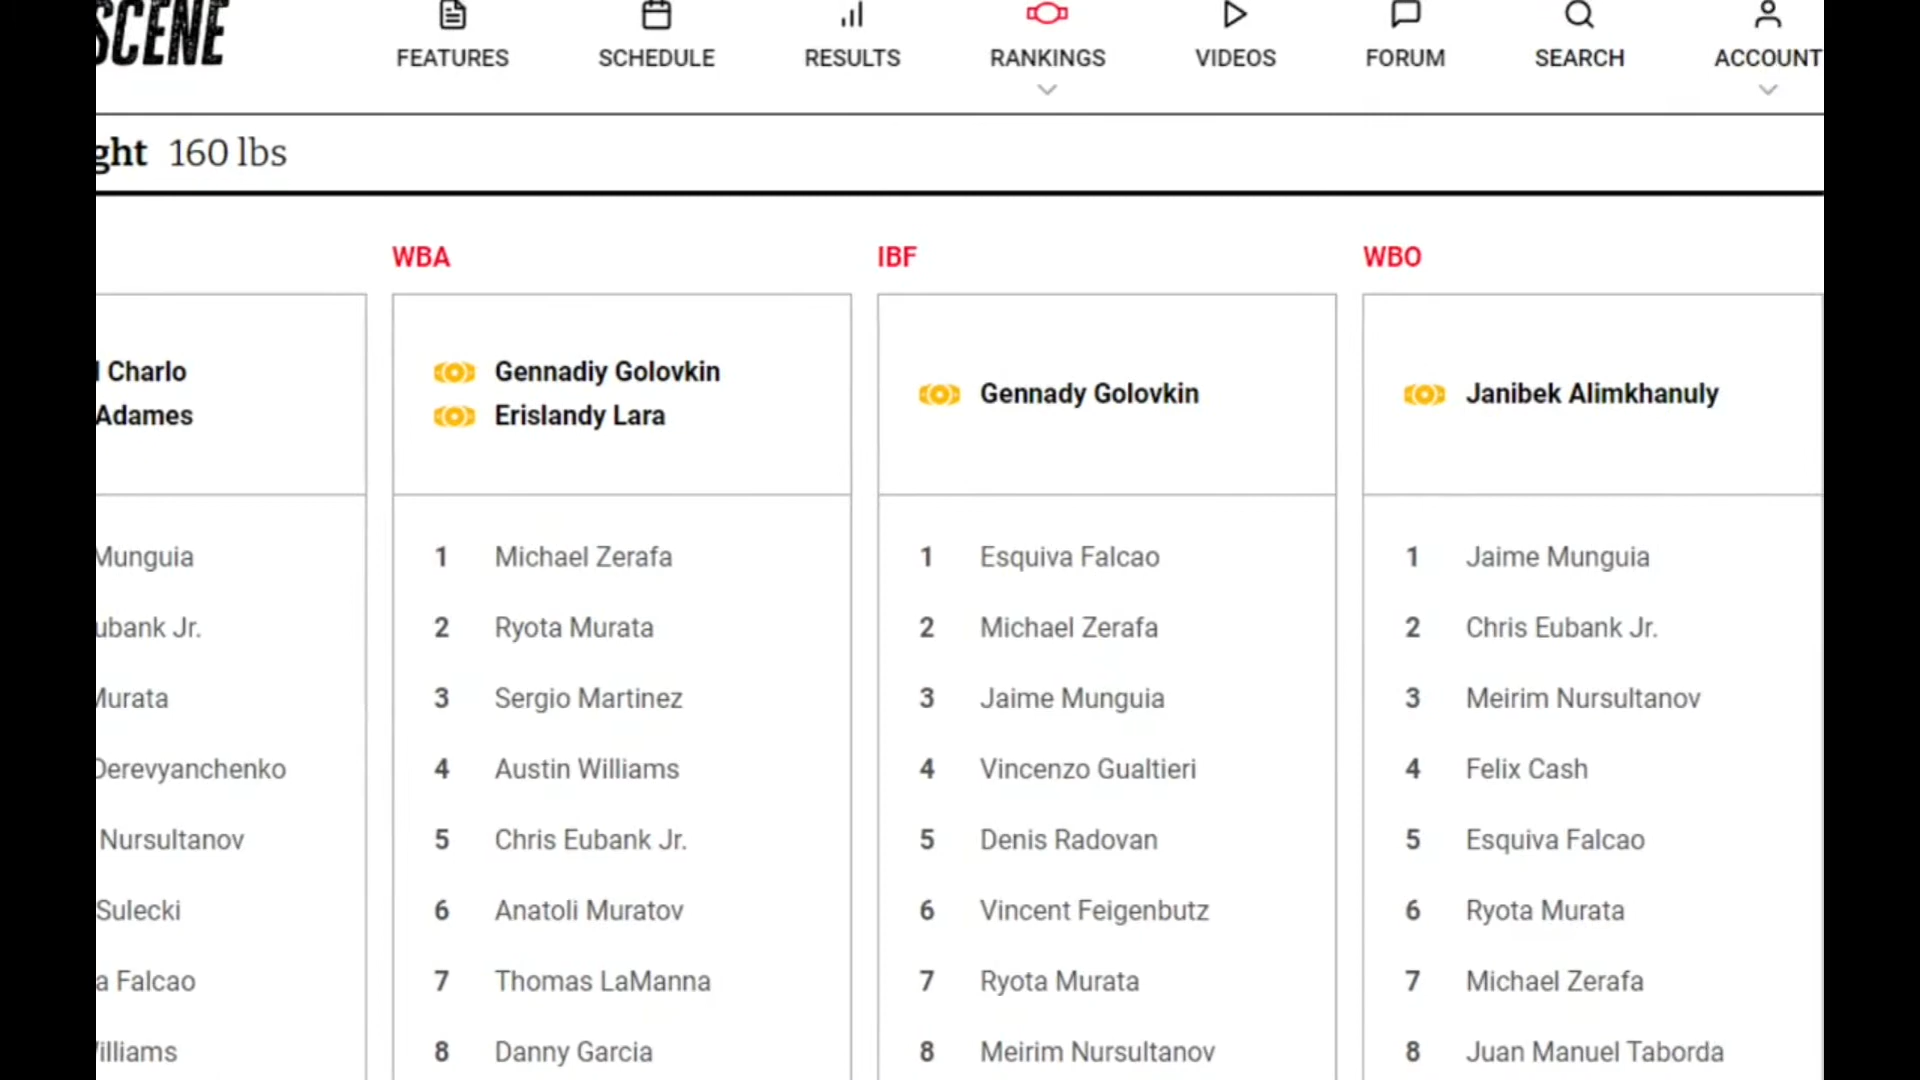 SCENE
FEATURES
SCHEDULE
RESULTS
RANKINGS
VIDEOS
FORUM
SEARCH
ACCOUNT
ght 160 lbs
l Charlo
Adames
Munguia
ubank Jr.
Murata
Derevyanchenko
Nursultanov
Sulecki
a Falcao
illiams
WBA
Gennadiy Golovkin
Erislandy Lara
1 Michael Zerafa
2 Ryota Murata
3 Sergio Martinez
4 Austin Williams
5 Chris Eubank Jr.
6 Anatoli Muratov
7 Thomas LaManna
8 Danny Garcia
IBF
Gennady Golovkin
1 Esquiva Falcao
2 Michael Zerafa
3 Jaime Munguia
4 Vincenzo Gualtieri
5 Denis Radovan
6 Vincent Feigenbutz
7 Ryota Murata
8 Meirim Nursultanov
WBO
Janibek Alimkhanuly
1 Jaime Munguia
2 Chris Eubank Jr.
3 Meirim Nursultanov
4 Felix Cash
5 Esquiva Falcao
6 Ryota Murata
7 Michael Zerafa
8 Juan Manuel Taborda